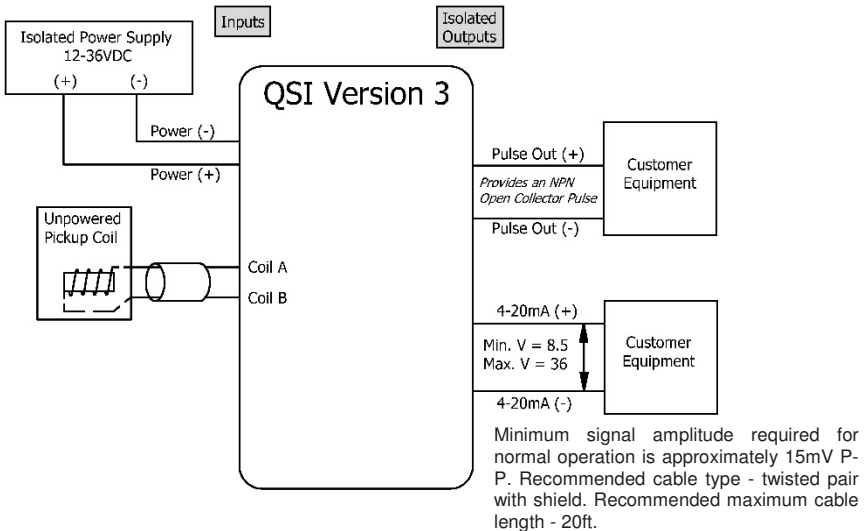 Inputs
Isolated
Outputs
Isolated Power Supply
12-36VDC
(+) (-)
QSI Version 3
Power (-)
Power (+)
Pulse Out (+)
Provides an NPN
Open Collector Pulse
Pulse Out (-)
Customer
Equipment
Unpowered
Pickup Coil
Coil A
Coil B
4-20mA (+)
Min. V = 8.5
Max. V = 36
4-20mA (-)
Customer
Equipment
Minimum signal amplitude required for
normal operation is approximately 15mV P-
P. Recommended cable type - twisted pair
with shield. Recommended maximum cable
length - 20ft.